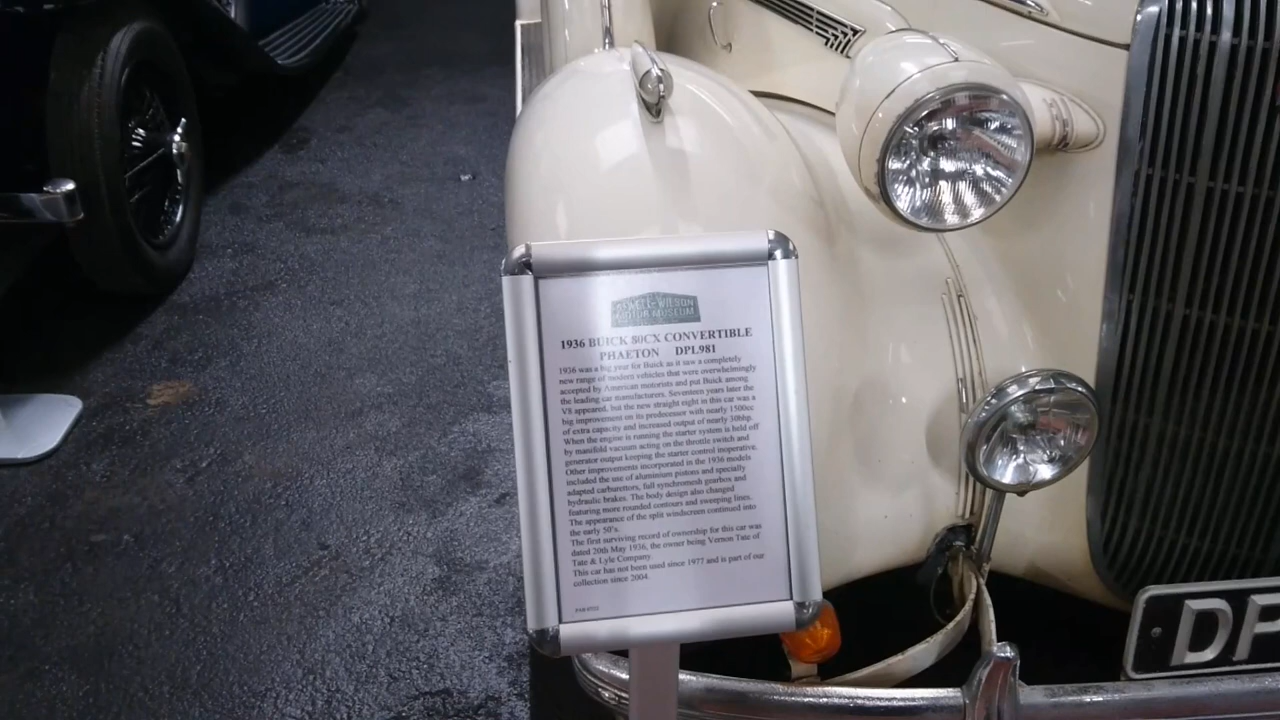 MOTOR MUSEUM
1936 BUICK 80CX CONVERTIBLE
PHAETON DPL981
1936 was a big year for Buick as it saw a completely
new range of modern vehicles that were overwhelmingly
accepted by American motorists and put Buick among
the leading car manufacturers. Seventeen years later the
V8 appeared, but the new straight eight in this car was a
big improvement on its predecessor with nearly 1500cc
of extra capacity and increased output of nearly 30bhp.
When the engine is running the starter system is held off
by manifold vacuum acting on the throttle switch and
generator output keeping the starter control inoperative.
Other improvements incorporated in the 1936 models
included the use of aluminium pistons and specially
adapted carburettors, full synchromesh gearbox and
hydraulic brakes. The body design also changed
featuring more rounded contours and sweeping lines.
The appearance of the split windscreen continued into
the early 50's.
The first surviving record of ownership for this car was
dated 20th May 1936, the owner being Vernon Tate of
Tate & Lyle Company.
This car has not been used since 1977 and is part of our
collection since 2004.
DP